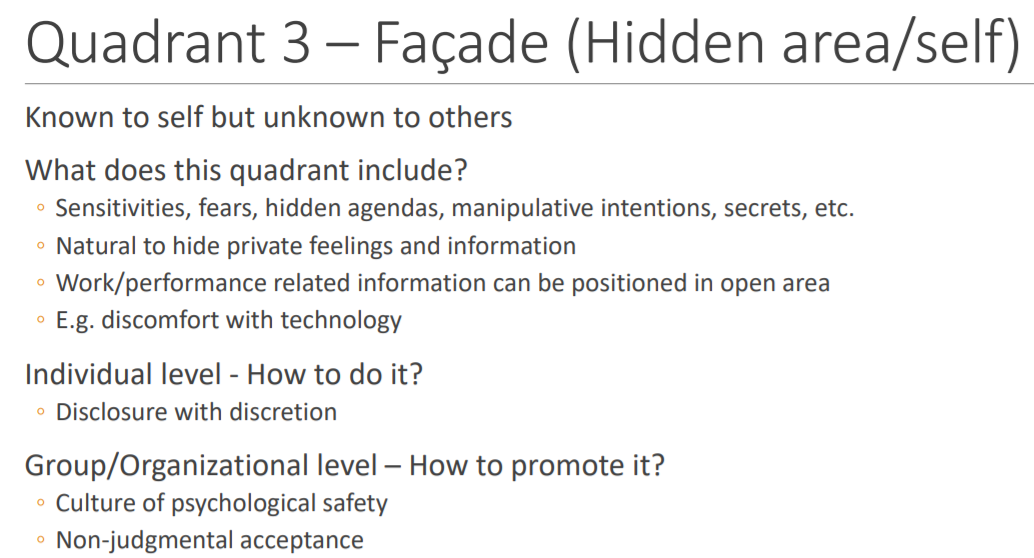 Quadrant 3 – Façade (Hidden area/self)
Known to self but unknown to others
What does this quadrant include?
◦ Sensitivities, fears, hidden agendas, manipulative intentions, secrets, etc.
◦ Natural to hide private feelings and information
◦ Work/performance related information can be positioned in open area
◦ E.g. discomfort with technology
Individual level - How to do it?
◦ Disclosure with discretion
Group/Organizational level – How to promote it?
◦ Culture of psychological safety
◦ Non-judgmental acceptance